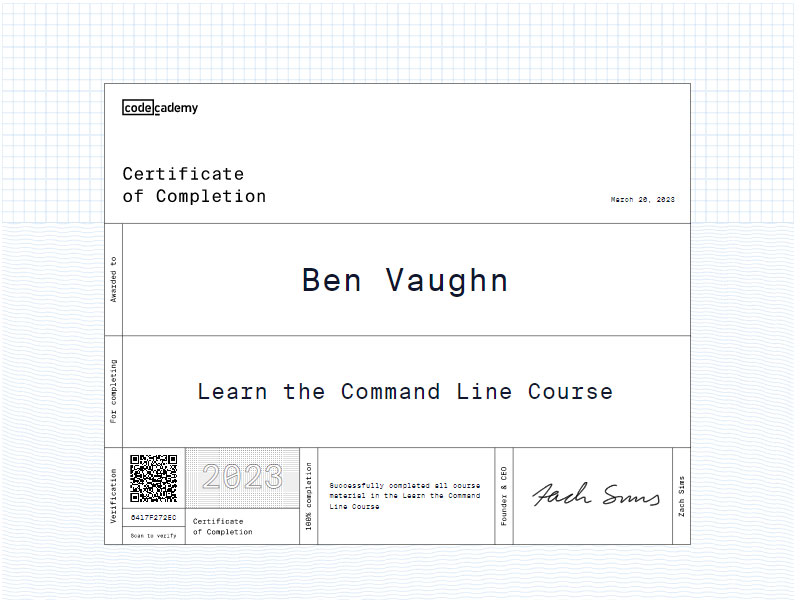 codecademy
Certificate
of Completion
March 20, 2023
Awarded to
Ben Vaughn
For completing
Learn the Command Line Course
Verification
6417F272EC
Scan to verify
2023
Certificate
of Completion
100% completion
Successfully completed all course
material in the Learn the Command
Line Course
Founder & CEO
Zach Sims
Zach Sims